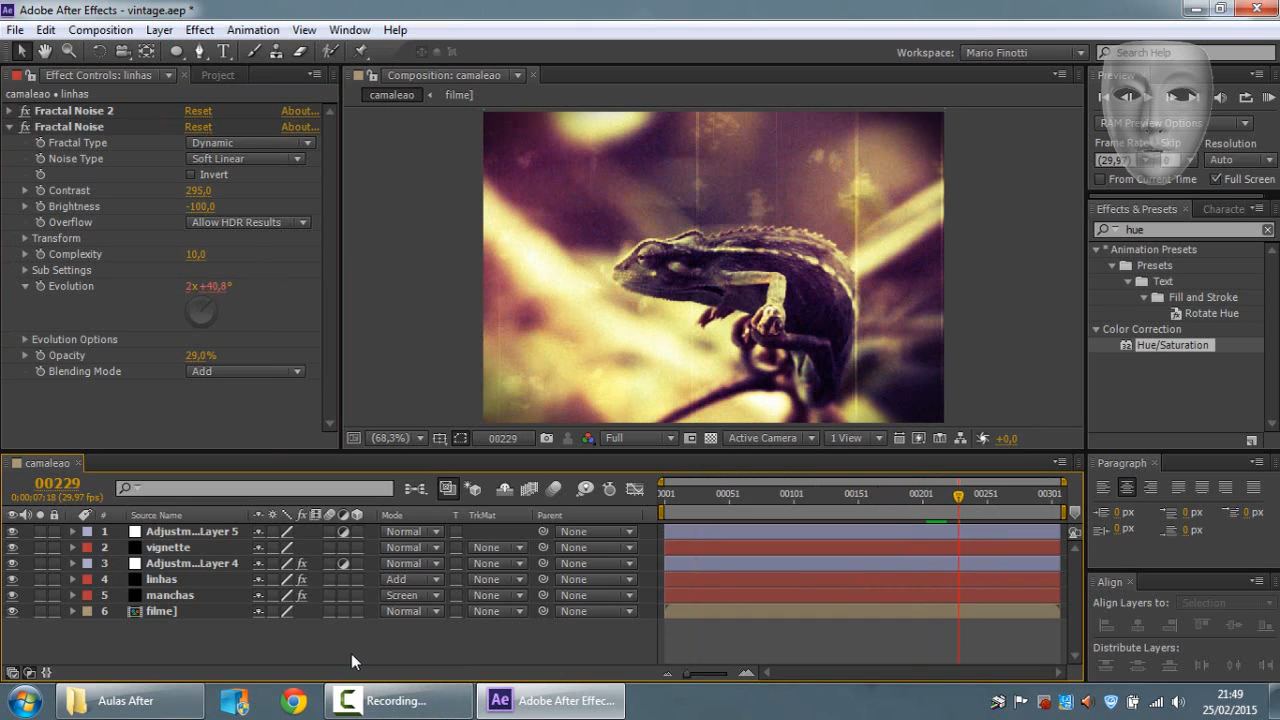 Adobe After Effects - vintage.aep *
File Edit Composition Layer Effect Animation View Window Help
Workspace: Mario Finotti Search Help
Effect Controls: linhas Project
camaleao • linhas
Fractal Noise 2 Reset About...
Fractal Noise Reset About...
Fractal Type Dynamic
Noise Type Soft Linear
Invert
Contrast 295,0
Brightness -100,0
Overflow Allow HDR Results
Transform
Complexity 10,0
Sub Settings
Evolution 2x+40,8°
Evolution Options
Opacity 29,0%
Blending Mode Add
Composition: camaleao
camaleao filme]
(68,3%) 00229 Full Active Camera 1 View +0,0
Preview
RAM Preview Options
Frame Rate Skip Resolution
(29,97) 0 Auto
From Current Time Full Screen
Effects & Presets Characte
hue
* Animation Presets
Presets
Text
Fill and Stroke
Rotate Hue
Color Correction
32 Hue/Saturation
camaleao
00229
0;00;07;18 (29.97 fps)
0001 00051 00101 00151 00201 00251 00301
# Source Name Mode T TrkMat Parent
1 Adjustm...Layer 5 Normal None
2 vignette Normal None None
3 Adjustm...Layer 4 fx Normal None None
4 linhas fx Add None None
5 manchas fx Screen None None
6 filme] Normal None None
Paragraph
0 px 0 px 0 px
0 px 0 px
Align
Align Layers to: Selection
Distribute Layers:
Aulas After Recording... Ae Adobe After Effec...
21:49
25/02/2015